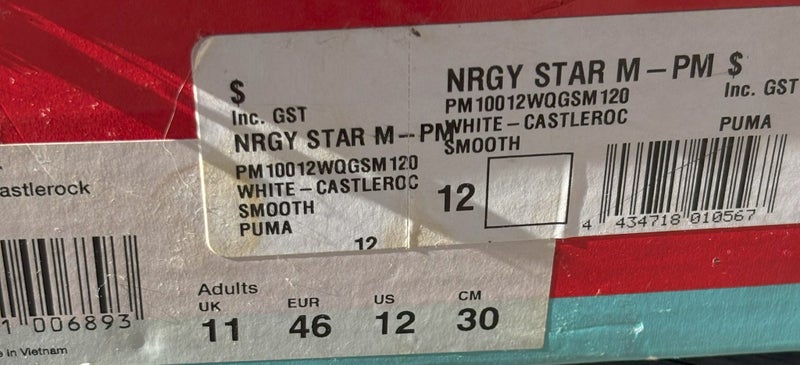 $
Inc. GST
NRGY STAR M-PM
PM10012WQGSM120
WHITE-CASTLEROC
SMOOTH
PUMA
12
NRGY STAR M-PM $
Inc. GST
PM10012WQGSM120
WHITE-CASTLEROC
SMOOTH
PUMA
12
4 434718 010567
astlerock
1 006893
in Vietnam
Adults
UK EUR US CM
11 46 12 30